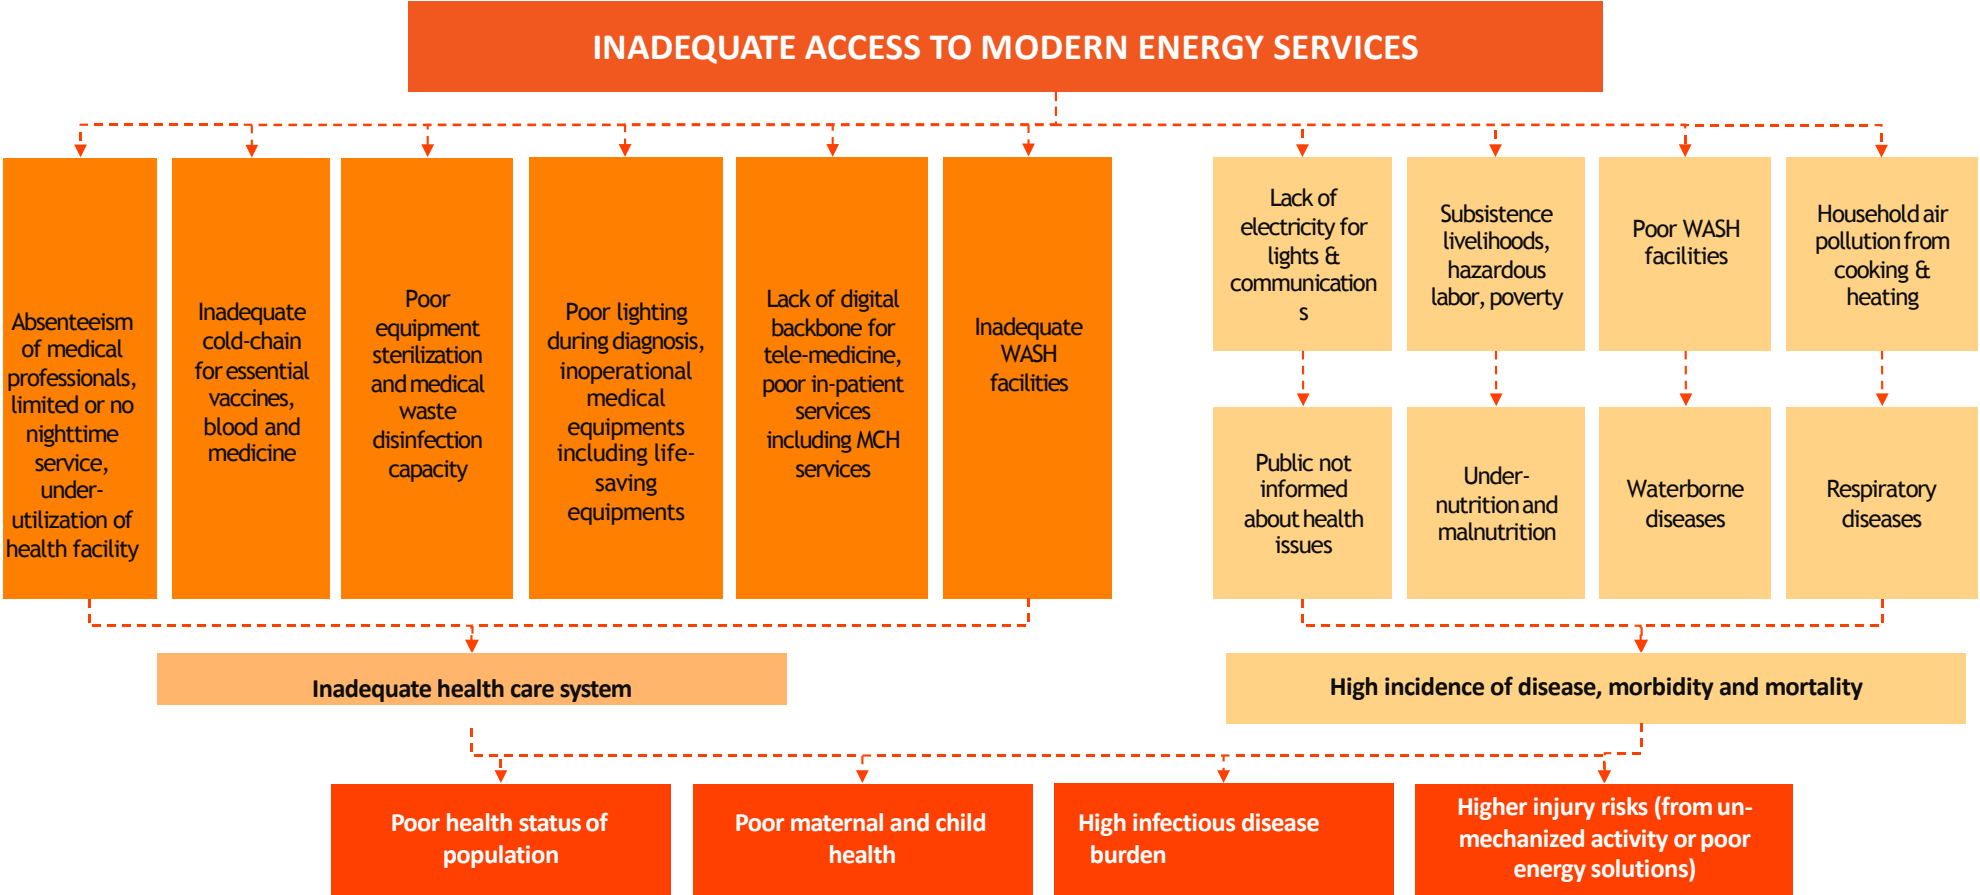 INADEQUATE ACCESS TO MODERN ENERGY SERVICES
Absenteeism
of medical
professionals,
limited or no
nighttime
service,
under-
utilization of
health facility
Inadequate
cold-chain
for essential
vaccines,
blood and
medicine
Poor
equipment
sterilization
and medical
waste
disinfection
capacity
Poor lighting
during diagnosis,
inoperational
medical
equipments
including life-
saving
equipments
Lack of digital
backbone for
tele-medicine,
poor in-patient
services
including MCH
services
Inadequate
WASH
facilities
Lack of
electricity for
lights &
communication
s
Subsistence
livelihoods,
hazardous
labor, poverty
Poor WASH
facilities
Household air
pollution from
cooking &
heating
Public not
informed
about health
issues
Under-
nutrition and
malnutrition
Waterborne
diseases
Respiratory
diseases
Inadequate health care system
High incidence of disease, morbidity and mortality
Poor health status of
population
Poor maternal and child
health
High infectious disease
burden
Higher injury risks (from un-
mechanized activity or poor
energy solutions)